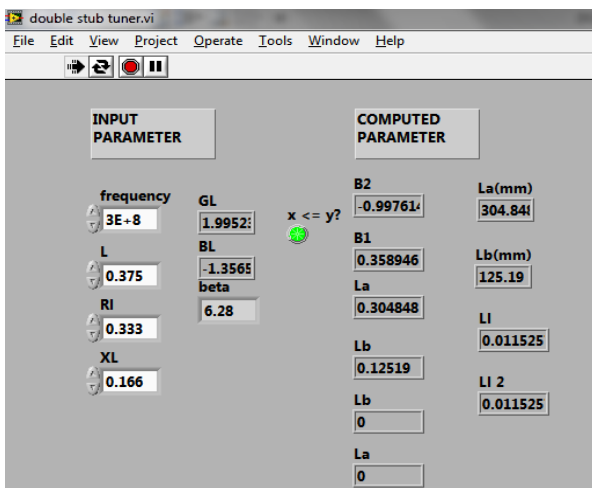 double stub tuner.vi
File Edit View Project Operate Tools Window Help
INPUT
PARAMETER
frequency
3E+8
L
0.375
RI
0.333
XL
0.166
GL
1.9952
BL
-1.3565
beta
6.28
x <= y?
COMPUTED
PARAMETER
B2
-0.997614
B1
0.358946
La
0.304848
Lb
0.12519
Lb
0
La
0
La(mm)
304.848
Lb(mm)
125.19
LI
0.011525
LI 2
0.011525